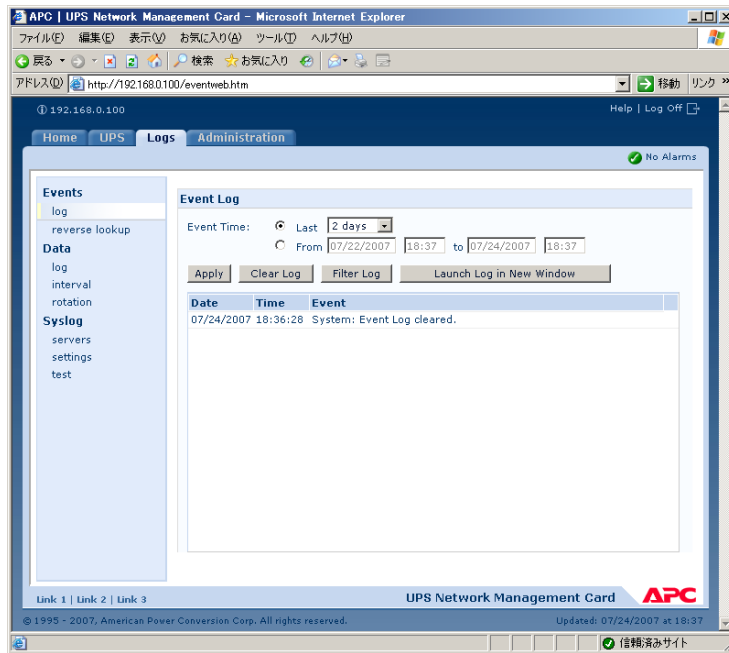 APC | UPS Network Management Card - Microsoft Internet Explorer
ファイル(F) 編集(E) 表示(V) お気に入り(A) ツール(T) ヘルプ(H)
戻る 検索 お気に入り
アドレス(D) http://192.168.0.100/eventweb.htm 移動 リンク »
192.168.0.100 Help | Log Off
Home UPS Logs Administration
No Alarms
Events
log
reverse lookup
Data
log
interval
rotation
Syslog
servers
settings
test
Event Log
Event Time: Last 2 days
From 07/22/2007 18:37 to 07/24/2007 18:37
Apply Clear Log Filter Log Launch Log in New Window
Date Time Event
07/24/2007 18:36:28 System: Event Log cleared.
Link 1 | Link 2 | Link 3
UPS Network Management Card APC
© 1995 - 2007, American Power Conversion Corp. All rights reserved. Updated: 07/24/2007 at 18:37
信頼済みサイト